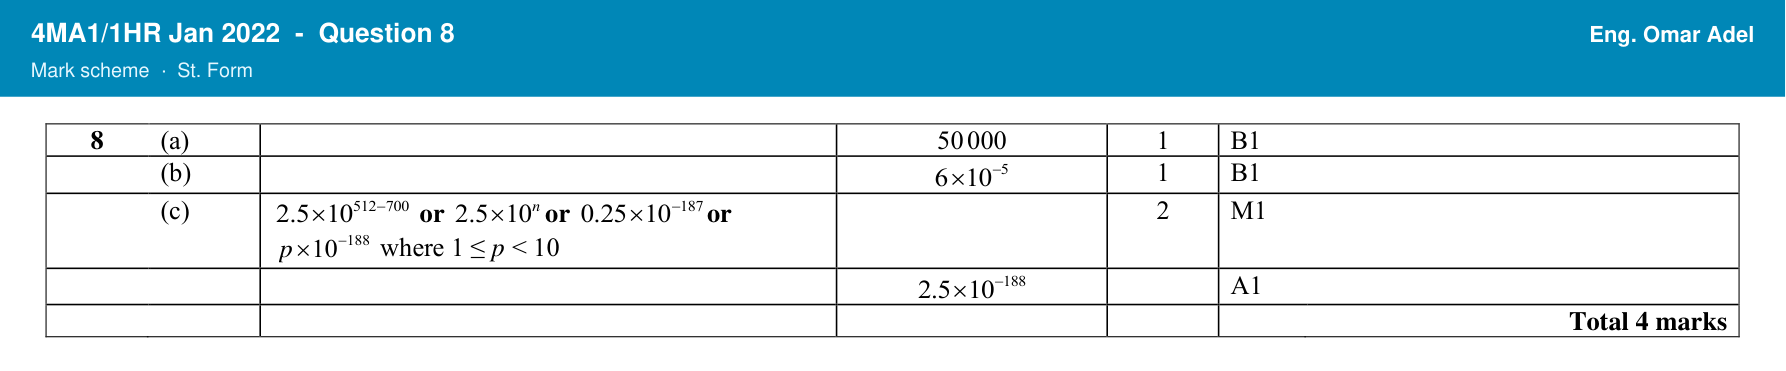 4MA1/1HR Jan 2022 - Question 8
Eng. Omar Adel
Mark scheme · St. Form
8 (a) 50 000 1 B1
(b) 6×10⁻⁵ 1 B1
(c) 2.5×10⁵¹²⁻⁷⁰⁰ or 2.5×10ⁿ or 0.25×10⁻¹⁸⁷ or 2 M1
p×10⁻¹⁸⁸ where 1 ≤ p < 10
2.5×10⁻¹⁸⁸ A1
Total 4 marks